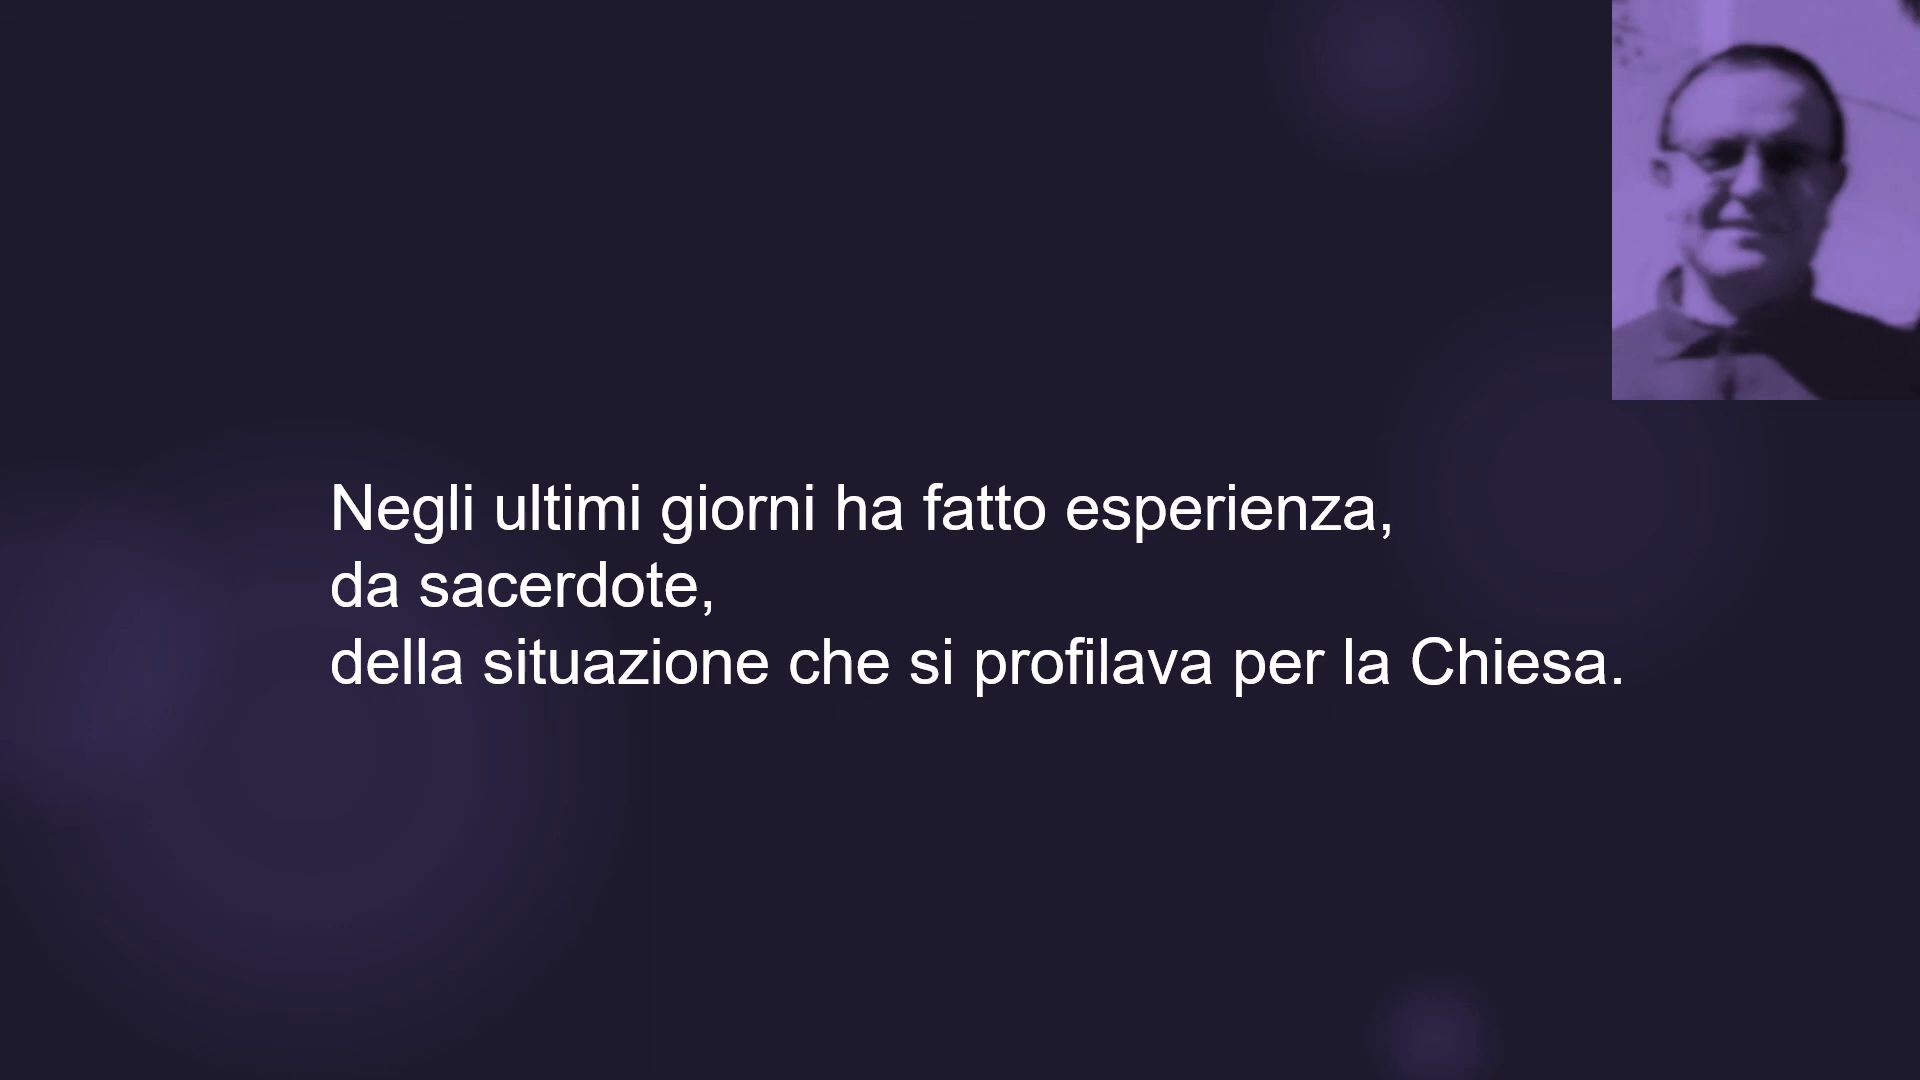 Negli ultimi giorni ha fatto esperienza,
da sacerdote,
della situazione che si profilava per la Chiesa.